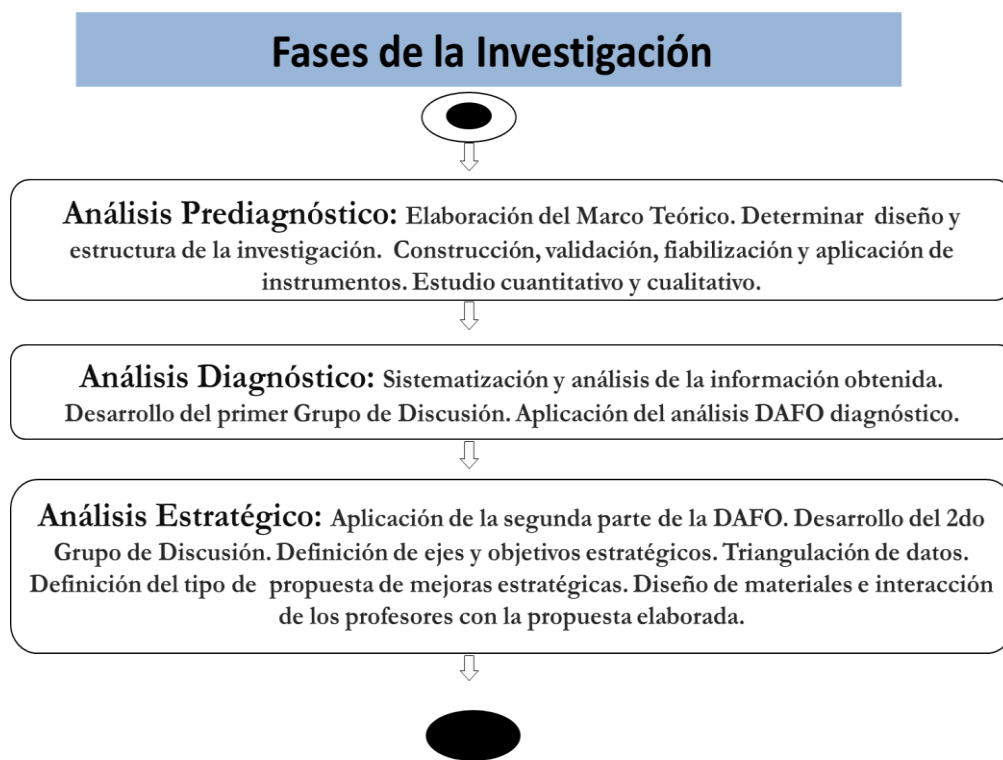 Fases de la Investigación
Análisis Prediagnóstico: Elaboración del Marco Teórico. Determinar diseño y
estructura de la investigación. Construcción, validación, fiabilización y aplicación de
instrumentos. Estudio cuantitativo y cualitativo.
Análisis Diagnóstico: Sistematización y análisis de la información obtenida.
Desarrollo del primer Grupo de Discusión. Aplicación del análisis DAFO diagnóstico.
Análisis Estratégico: Aplicación de la segunda parte de la DAFO. Desarrollo del 2do
Grupo de Discusión. Definición de ejes y objetivos estratégicos. Triangulación de datos.
Definición del tipo de propuesta de mejoras estratégicas. Diseño de materiales e interacción
de los profesores con la propuesta elaborada.